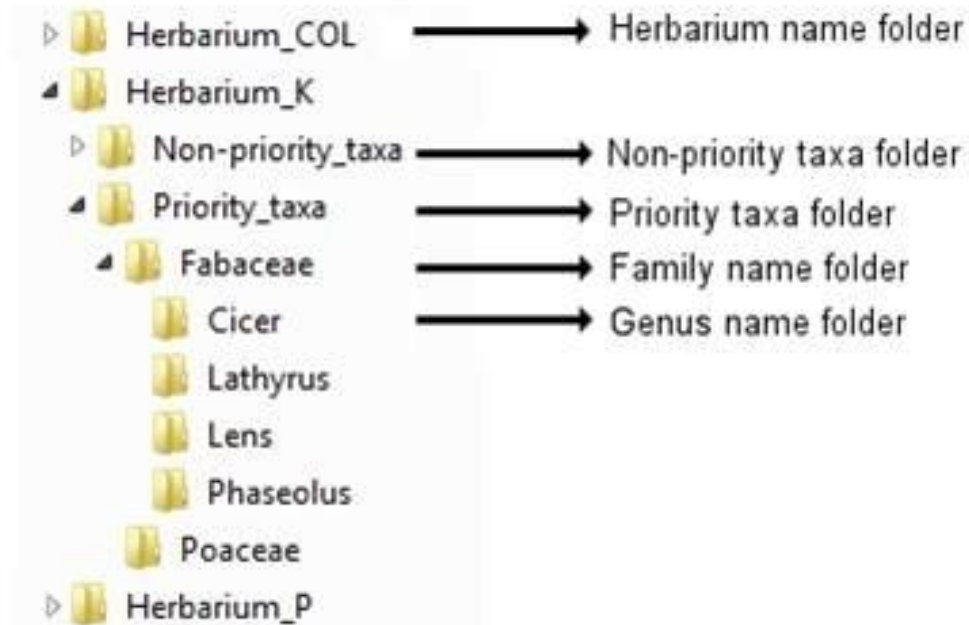 Herbarium_COL Herbarium name folder
Herbarium_K
Non-priority_taxa Non-priority taxa folder
Priority_taxa Priority taxa folder
Fabaceae Family name folder
Cicer Genus name folder
Lathyrus
Lens
Phaseolus
Poaceae
Herbarium_P